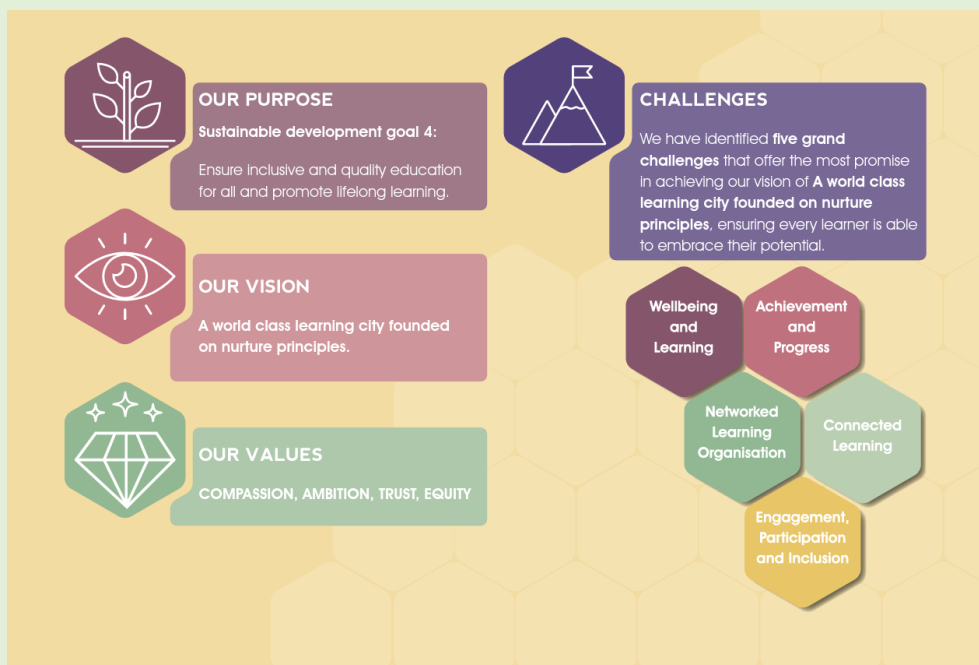 OUR PURPOSE
Sustainable development goal 4:
Ensure inclusive and quality education
for all and promote lifelong learning.
OUR VISION
A world class learning city founded
on nurture principles.
OUR VALUES
COMPASSION, AMBITION, TRUST, EQUITY
CHALLENGES
We have identified five grand
challenges that offer the most promise
in achieving our vision of A world class
learning city founded on nurture
principles, ensuring every learner is able
to embrace their potential.
Wellbeing
and
Learning
Achievement
and
Progress
Networked
Learning
Organisation
Connected
Learning
Engagement,
Participation
and Inclusion